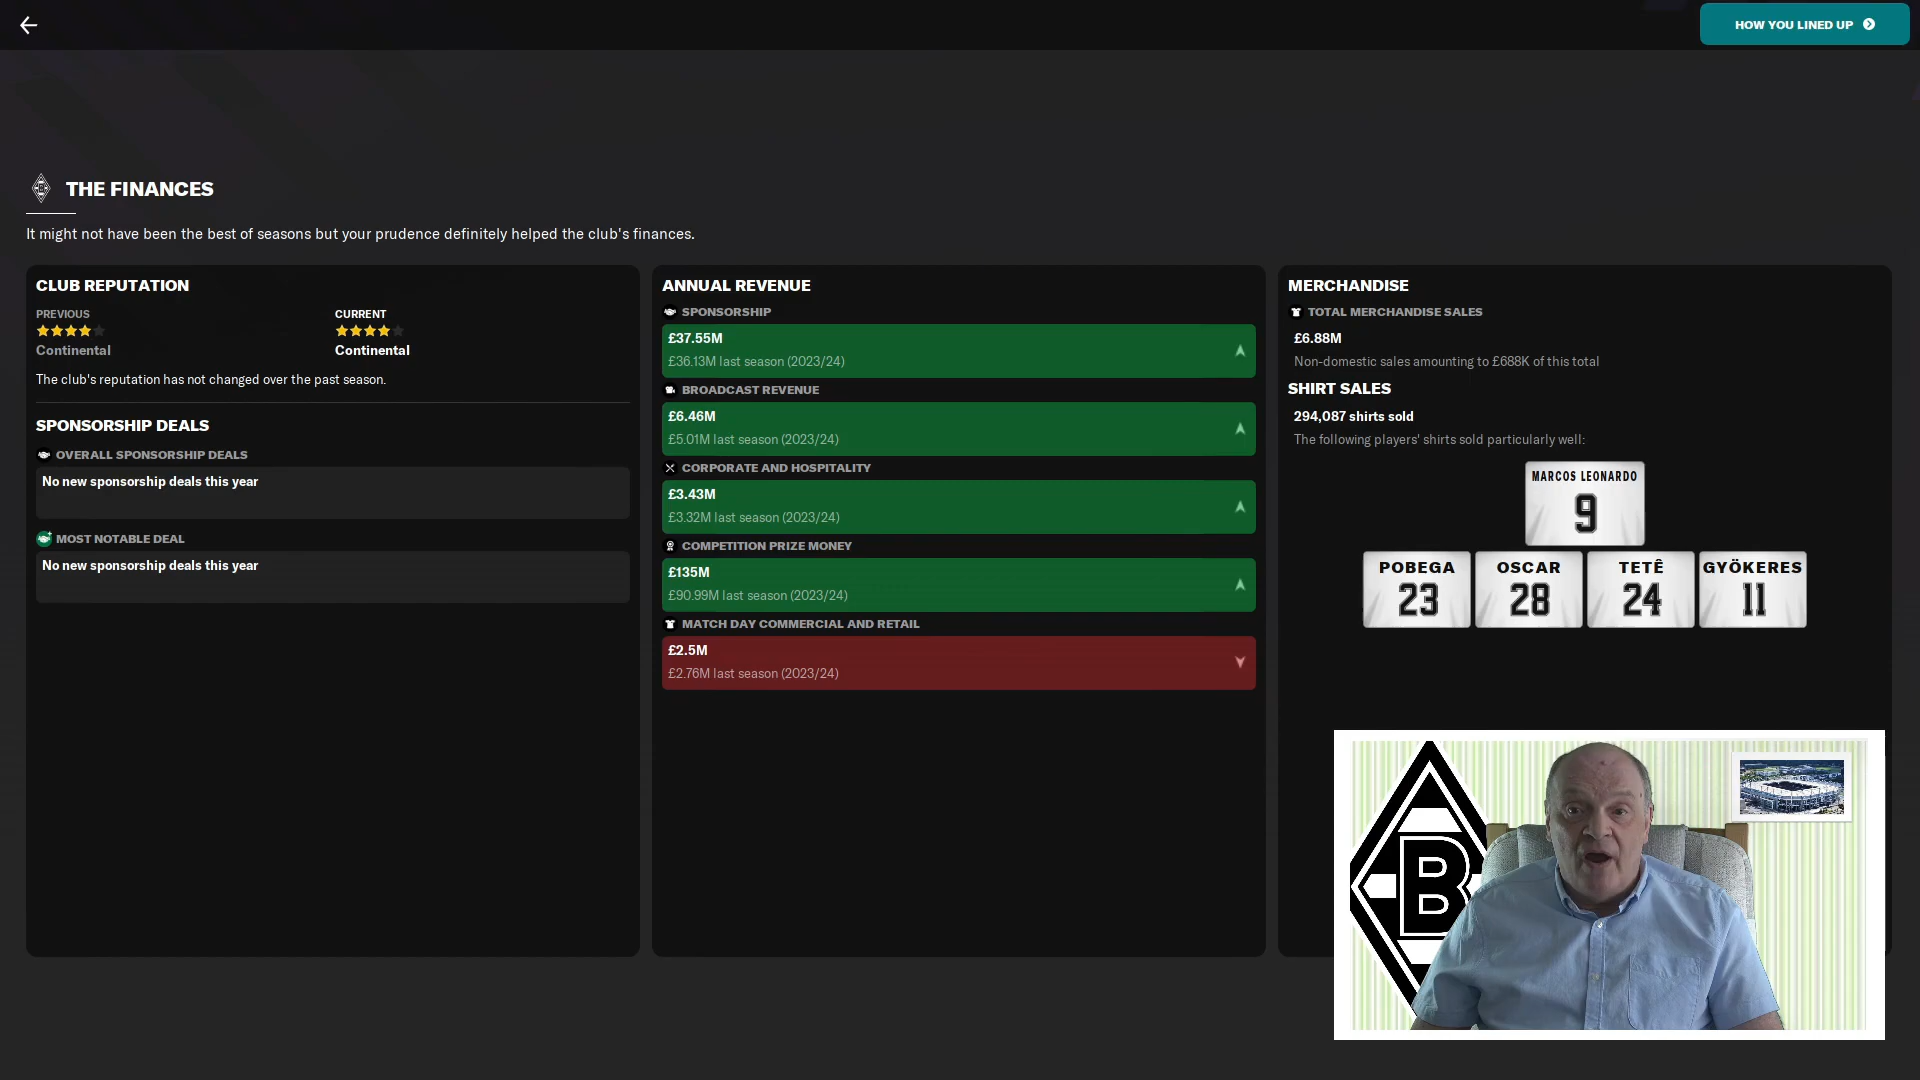 HOW YOU LINED UP
THE FINANCES
It might not have been the best of seasons but your prudence definitely helped the club's finances.
CLUB REPUTATION
PREVIOUS
CURRENT
Continental
Continental
The club's reputation has not changed over the past season.
SPONSORSHIP DEALS
OVERALL SPONSORSHIP DEALS
No new sponsorship deals this year
MOST NOTABLE DEAL
No new sponsorship deals this year
ANNUAL REVENUE
SPONSORSHIP
£37.55M
£36.13M last season (2023/24)
BROADCAST REVENUE
£6.46M
£5.01M last season (2023/24)
CORPORATE AND HOSPITALITY
£3.43M
£3.32M last season (2023/24)
COMPETITION PRIZE MONEY
£135M
£90.99M last season (2023/24)
MATCH DAY COMMERCIAL AND RETAIL
£2.5M
£2.76M last season (2023/24)
MERCHANDISE
TOTAL MERCHANDISE SALES
£6.88M
Non-domestic sales amounting to £688K of this total
SHIRT SALES
294,087 shirts sold
The following players' shirts sold particularly well:
MARCOS LEONARDO
9
POBEGA
23
OSCAR
28
TETÊ
24
GYÖKERES
11
B